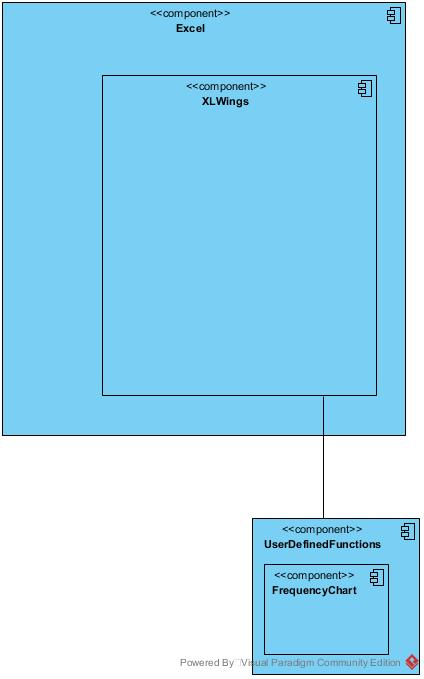 <<component>>
Excel
<<component>>
XLWings
<<component>>
UserDefinedFunctions
<<component>>
FrequencyChart
Powered By Visual Paradigm Community Edition